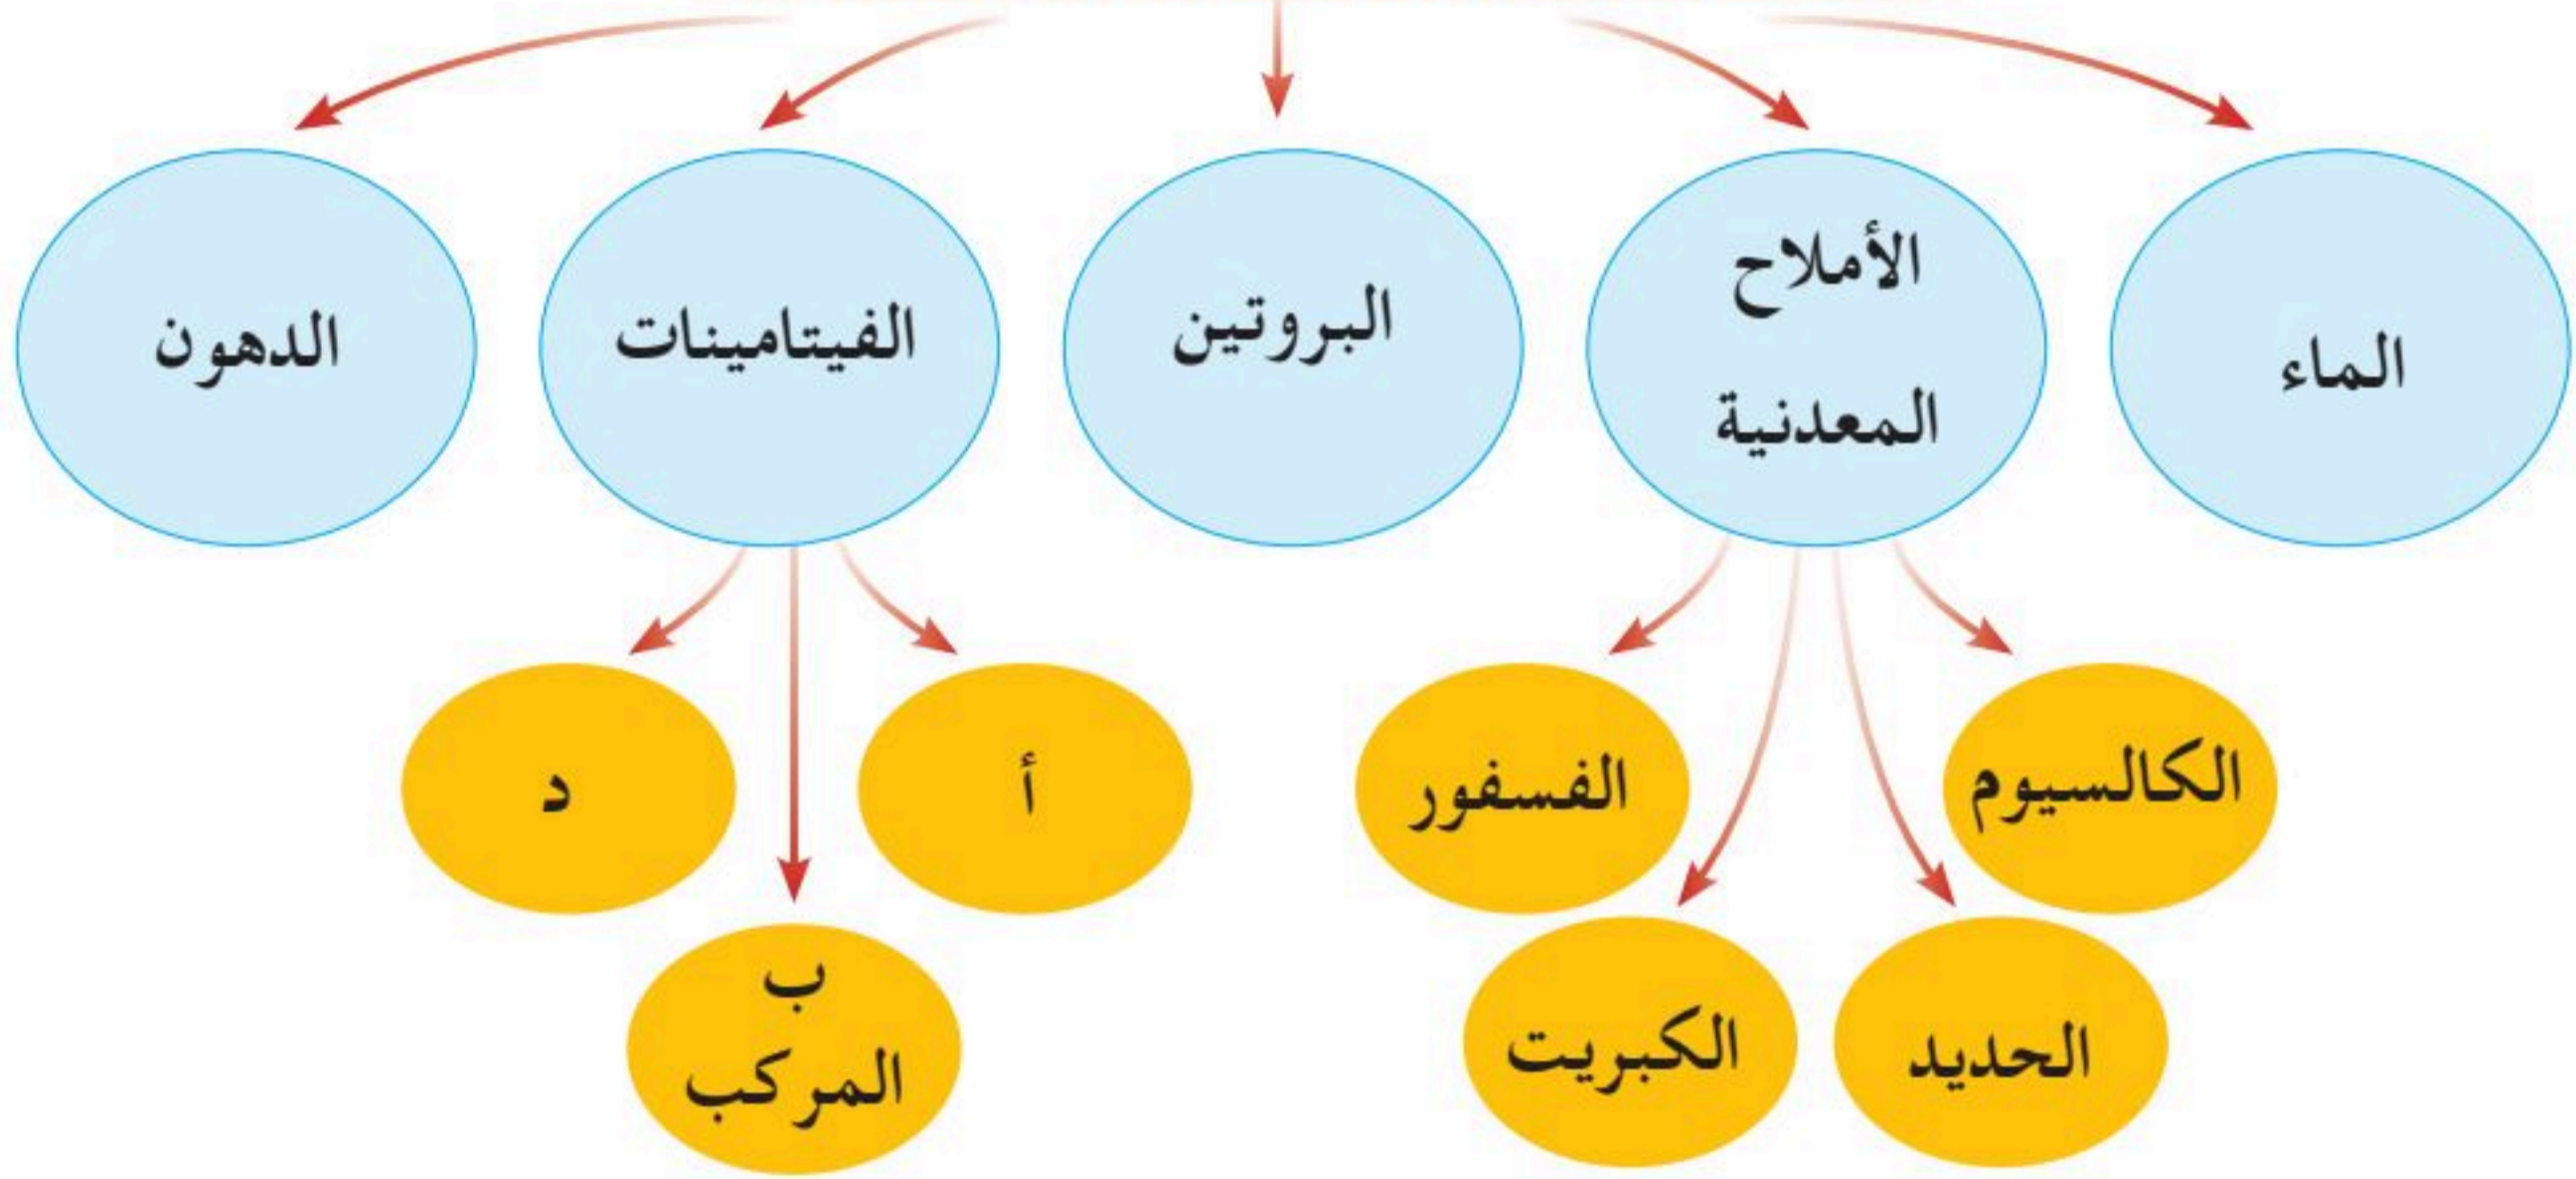 الماء
الأملاح
المعدنية
البروتين
الفيتامينات
الدهون
الكالسيوم
الفسفور
أ
د
الحديد
الكبريت
ب
المركب